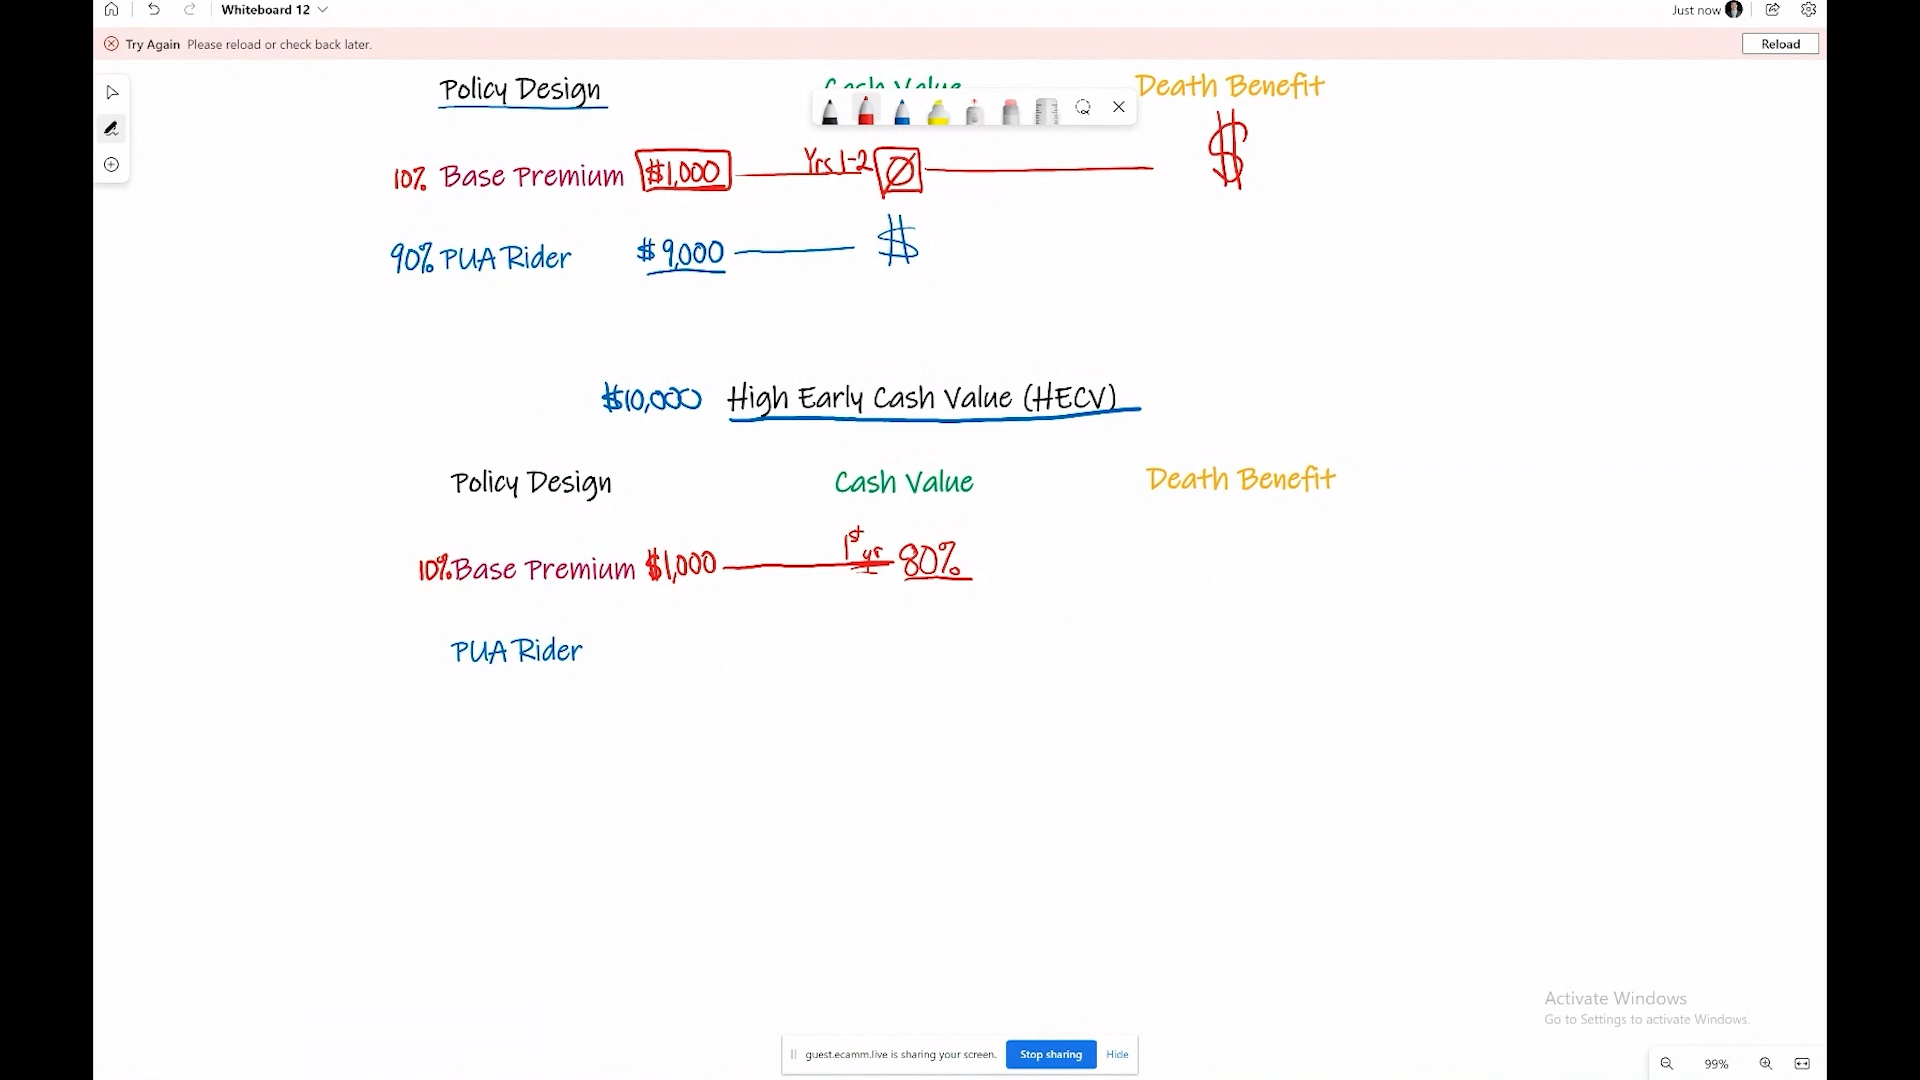 Whiteboard 12
Just now
Try Again Please reload or check back later.
Reload
Policy Design Cash Value Death Benefit
10% Base Premium $1,000 Yrs 1-2 Ø $
90% PUA Rider $9,000 $
$10,000 High Early Cash Value (HECV)
Policy Design Cash Value Death Benefit
10% Base Premium $1,000 1st yr 80%
PUA Rider
Activate Windows
Go to Settings to activate Windows.
guest.ecamm.live is sharing your screen. Stop sharing Hide
99%